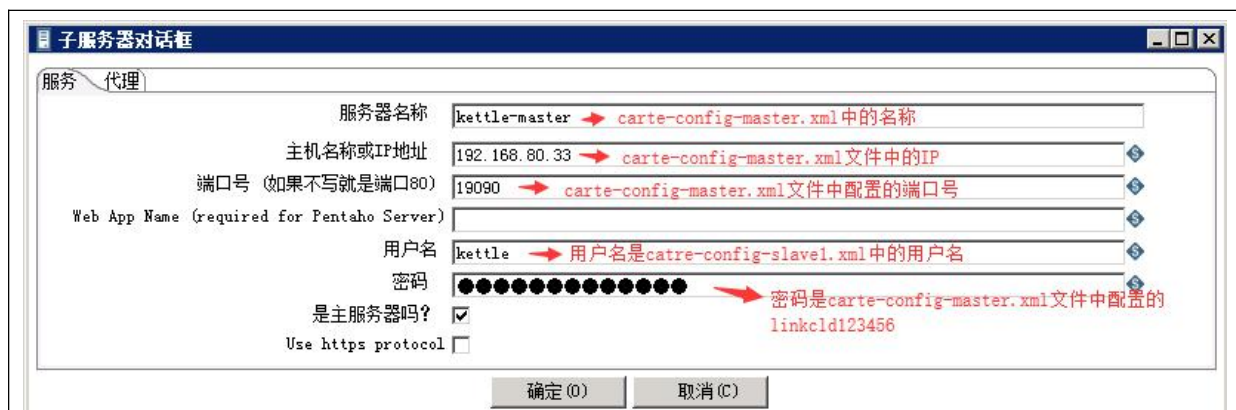 子服务器对话框
服务 代理
服务器名称 kettle-master carte-config-master.xml中的名称
主机名称或IP地址 192.168.80.33 carte-config-master.xml文件中的IP
端口号 (如果不写就是端口80) 19090 carte-config-master.xml文件中配置的端口号
Web App Name (required for Pentaho Server)
用户名 kettle 用户名是catre-config-slave1.xml中的用户名
密码 ●●●●●●●●●●●●● 密码是carte-config-master.xml文件中配置的
linkcld123456
是主服务器吗?
Use https protocol
确定(O) 取消(C)